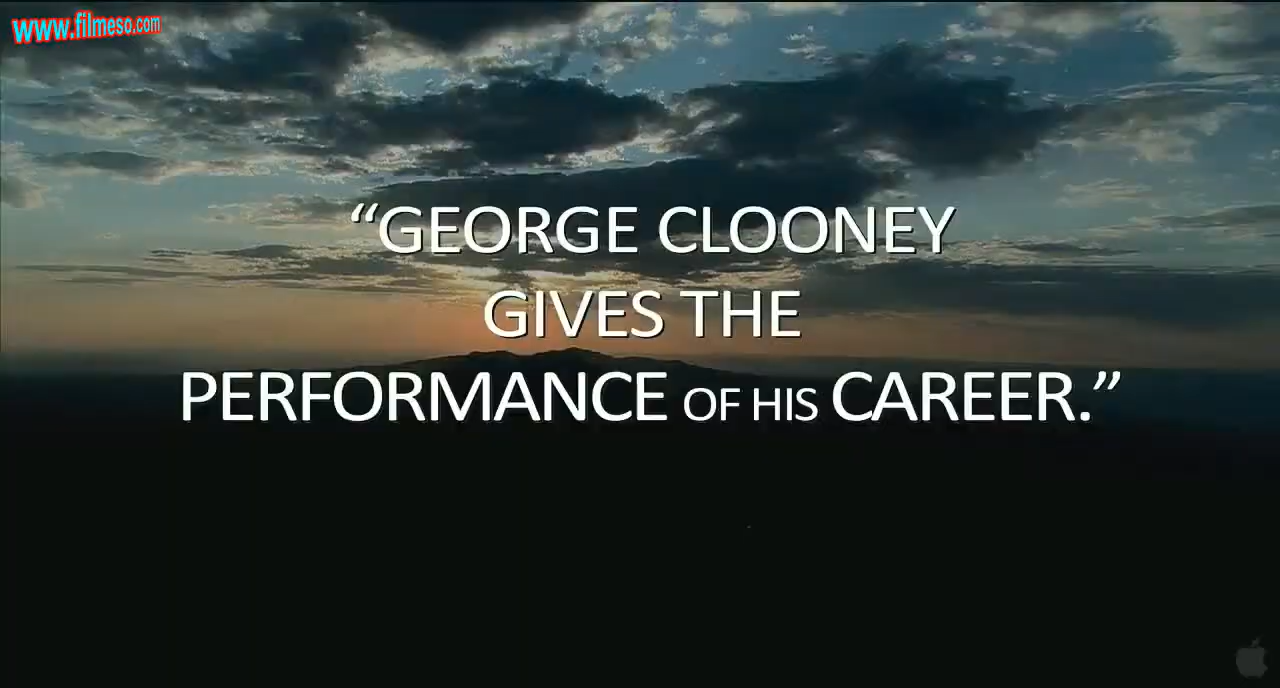 www.filmeso.com
“GEORGE CLOONEY
GIVES THE
PERFORMANCE OF HIS CAREER.”